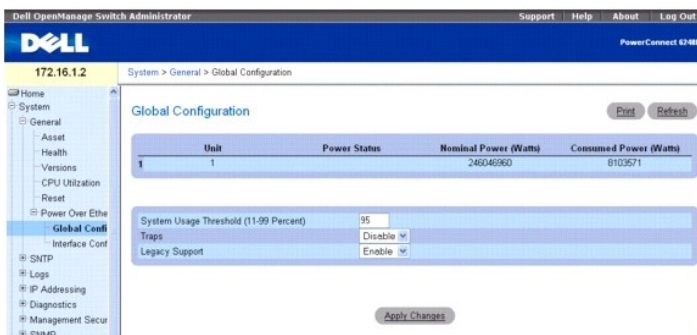 Dell OpenManage Switch Administrator
Support Help About Log Out
DELL
PowerConnect 6248
172.16.1.2
System > General > Global Configuration
Home
System
General
Asset
Health
Versions
CPU Utilzation
Reset
Power Over Ethe
Global Confi
Interface Conf
SNTP
Logs
IP Addressing
Diagnostics
Management Secur
SNMP
Global Configuration
Print Refresh
Unit Power Status Nominal Power (Watts) Consumed Power (Watts)
1 1 246046960 8103571
System Usage Threshold (11-99 Percent) 95
Traps Disable
Legacy Support Enable
Apply Changes